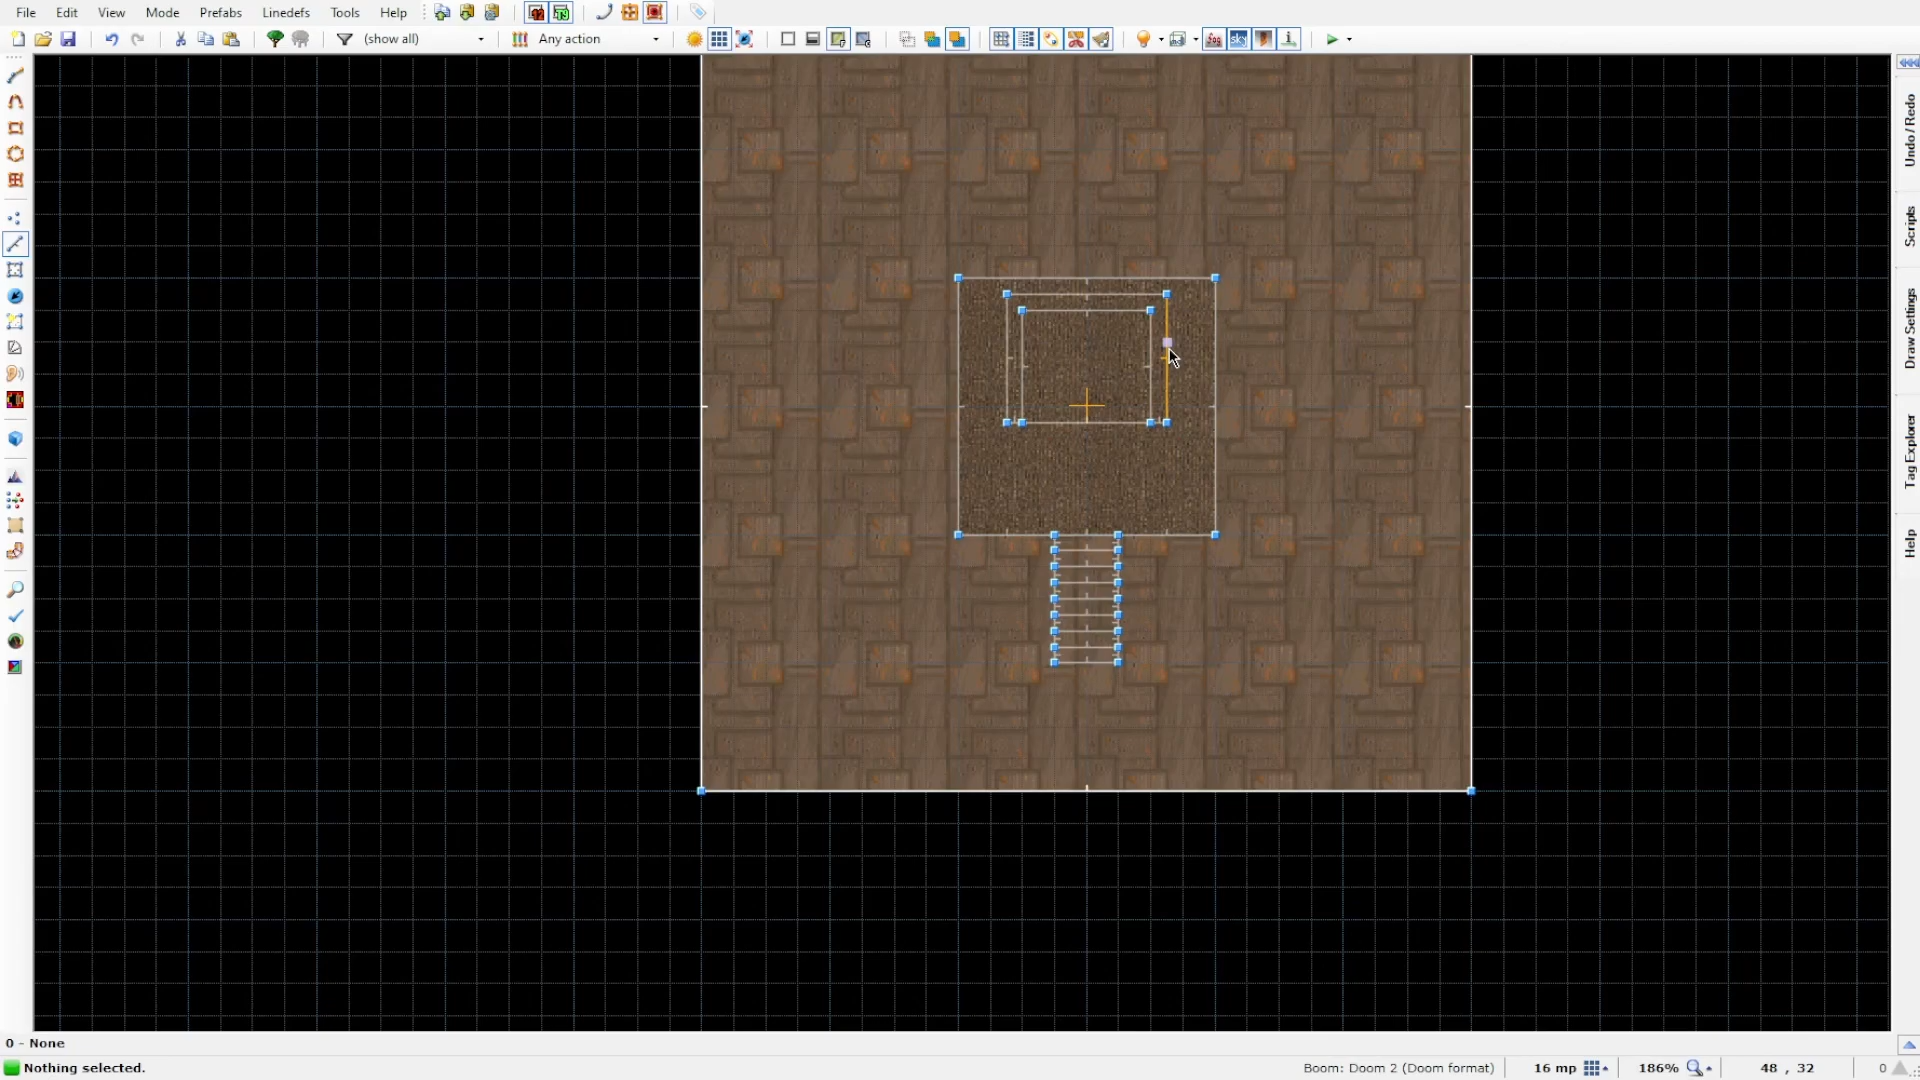 File Edit View Mode Prefabs Linedefs Tools Help
(show all) Any action
Undo / Redo
Scripts
Draw Settings
Tag Explorer
Help
0 - None
Nothing selected. Boom: Doom 2 (Doom format) 16 mp 186% 48 , 32 0